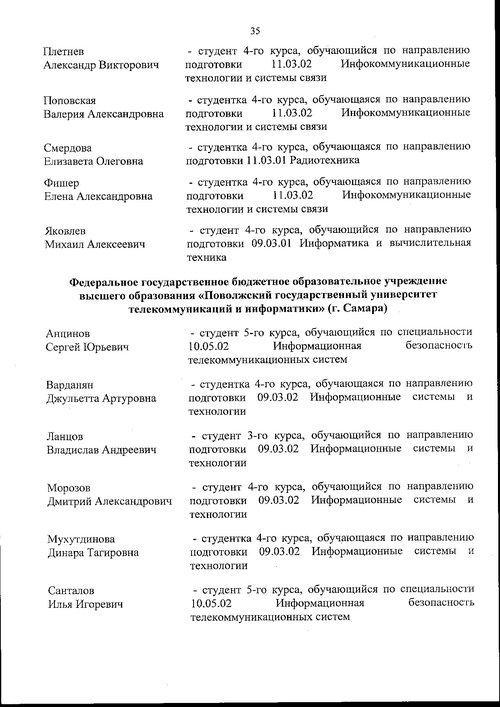 35
Плетнев - студент 4-го курса, обучающийся по направлению
Александр Викторович подготовки 11.03.02 Инфокоммуникационные
технологии и системы связи
Поповская - студентка 4-го курса, обучающаяся по направлению
Валерия Александровна подготовки 11.03.02 Инфокоммуникационные
технологии и системы связи
Смердова - студентка 4-го курса, обучающаяся по направлению
Елизавета Олеговна подготовки 11.03.01 Радиотехника
Фишер - студентка 4-го курса, обучающаяся по направлению
Елена Александровна подготовки 11.03.02 Инфокоммуникационные
технологии и системы связи
Яковлев - студент 4-го курса, обучающийся по направлению
Михаил Алексеевич подготовки 09.03.01 Информатика и вычислительная
техника
Федеральное государственное бюджетное образовательное учреждение
высшего образования «Поволжский государственный университет
телекоммуникаций и информатики» (г. Самара)
Анцинов - студент 5-го курса, обучающийся по специальности
Сергей Юрьевич 10.05.02 Информационная безопасность
телекоммуникационных систем
Варданян - студентка 4-го курса, обучающаяся по направлению
Джульетта Артуровна подготовки 09.03.02 Информационные системы и
технологии
Ланцов - студент 3-го курса, обучающийся по направлению
Владислав Андреевич подготовки 09.03.02 Информационные системы и
технологии
Морозов - студент 4-го курса, обучающийся по направлению
Дмитрий Александрович подготовки 09.03.02 Информационные системы и
технологии
Мухутдинова - студентка 4-го курса, обучающаяся по направлению
Динара Тагировна подготовки 09.03.02 Информационные системы и
технологии
Санталов - студент 5-го курса, обучающийся по специальности
Илья Игоревич 10.05.02 Информационная безопасность
телекоммуникационных систем